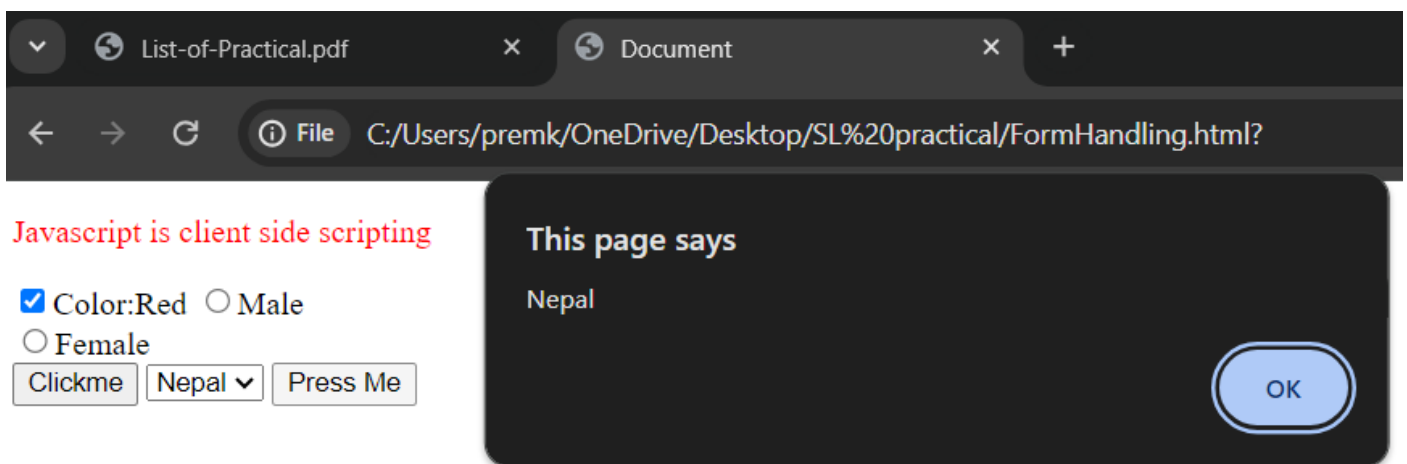 List-of-Practical.pdf
Document
File C:/Users/premk/OneDrive/Desktop/SL%20practical/FormHandling.html?
Javascript is client side scripting
Color:Red Male
Female
Clickme Nepal Press Me
This page says
Nepal
OK